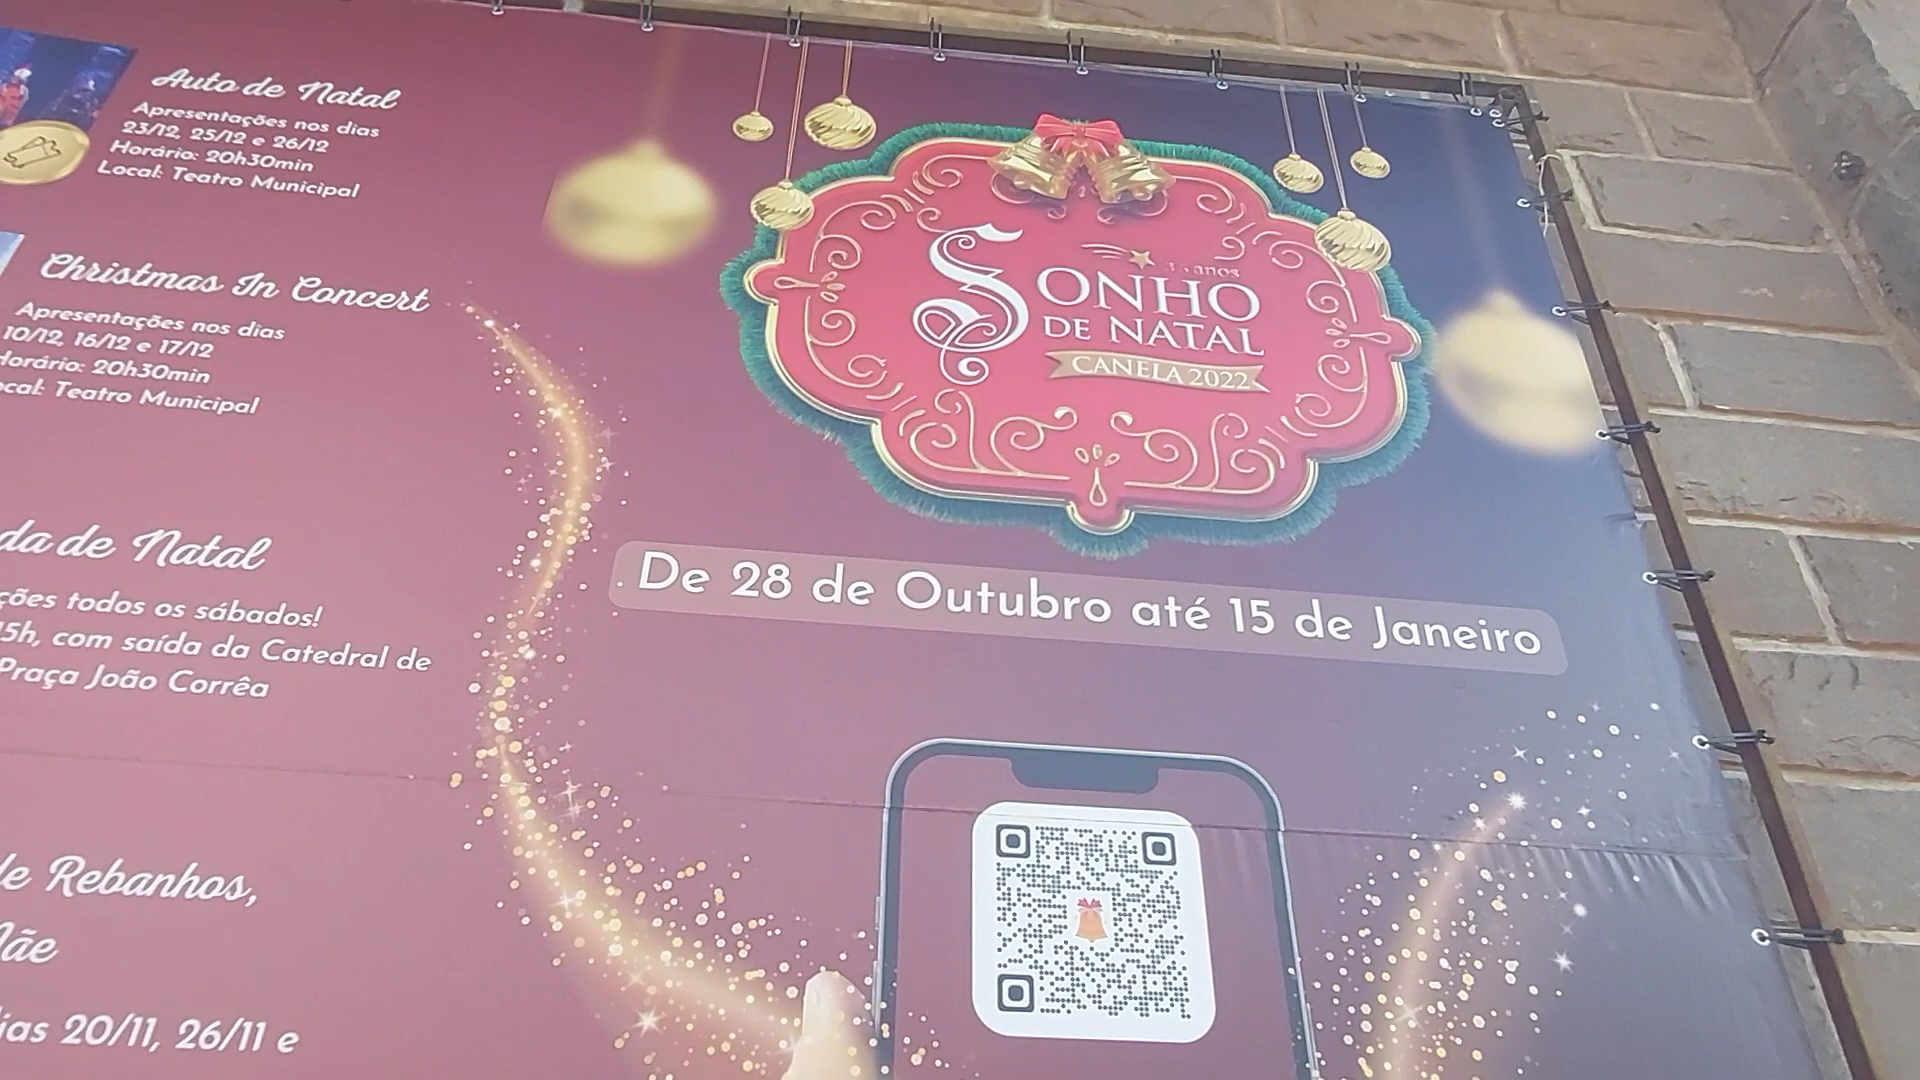 Auto de Natal
Apresentações nos dias
23/12, 25/12 e 26/12
Horário: 20h30min
Local: Teatro Municipal
Christmas In Concert
Apresentações nos dias
10/12, 16/12 e 17/12
Horário: 20h30min
ocal: Teatro Municipal
da de Natal
ções todos os sábados!
15h, com saída da Catedral de
Praça João Corrêa
de Rebanhos,
Mãe
ias 20/11, 26/11 e
anos
SONHO
DE NATAL
CANELA 2022
De 28 de Outubro até 15 de Janeiro